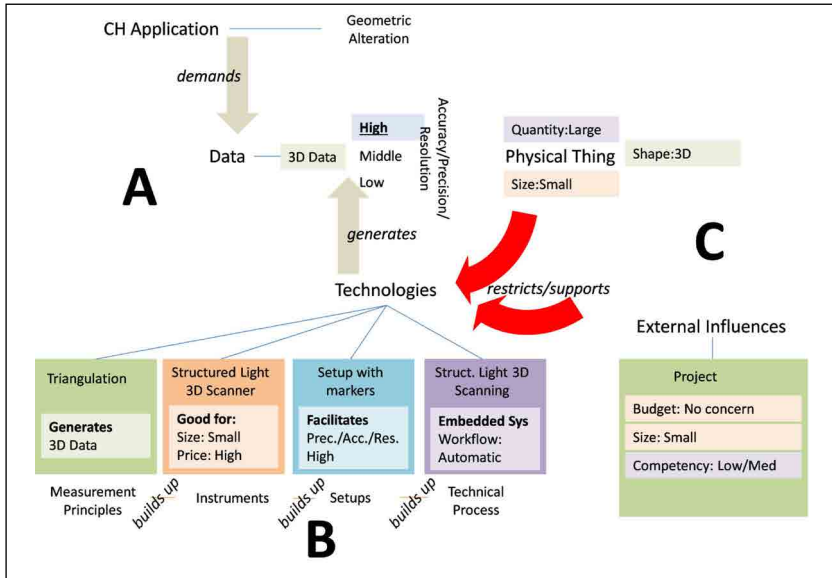 CH Application
Geometric
Alteration
demands
Data
3D Data
High
Middle
Low
Accuracy/Precision/
Resolution
A
generates
Quantity:Large
Physical Thing
Shape:3D
Size:Small
C
restricts/supports
Technologies
External Influences
Triangulation
Generates
3D Data
Structured Light
3D Scanner
Good for:
Size: Small
Price: High
Setup with
markers
Facilitates
Prec./Acc./Res.
High
Struct. Light 3D
Scanning
Embedded Sys
Workflow:
Automatic
Project
Budget: No concern
Size: Small
Competency: Low/Med
Measurement
Principles
builds up
Instruments
builds up
Setups
builds up
Technical
Process
B